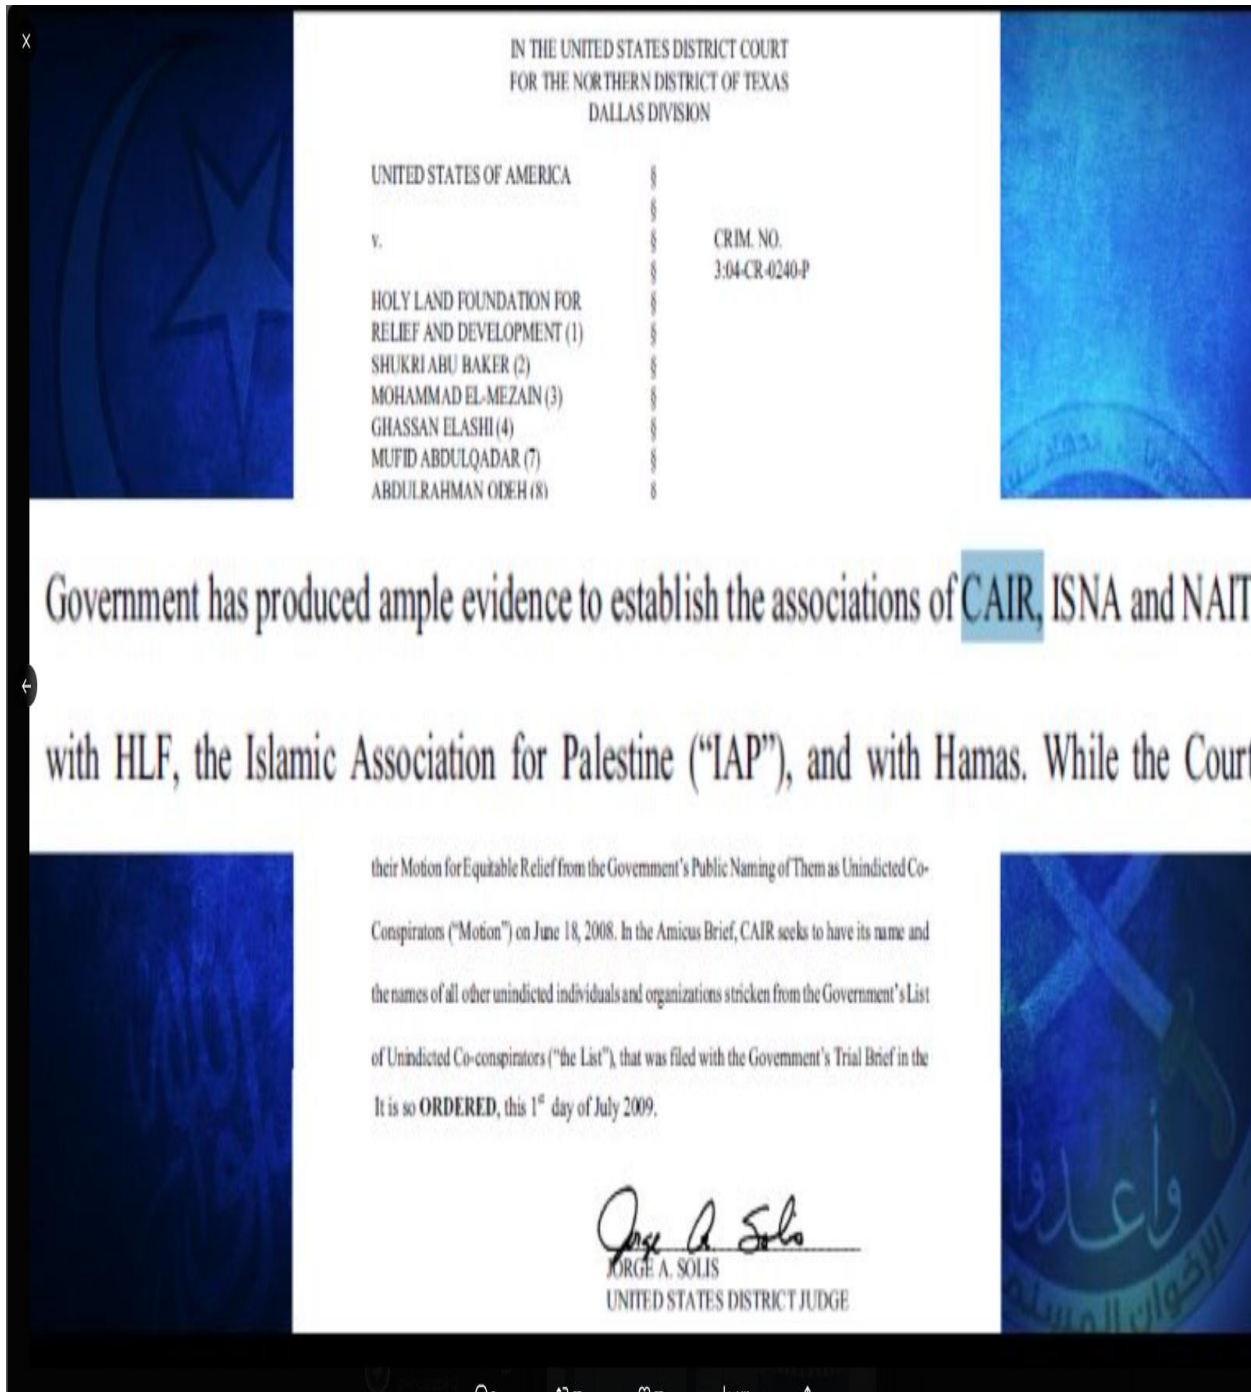 IN THE UNITED STATES DISTRICT COURT
FOR THE NORTHERN DISTRICT OF TEXAS
DALLAS DIVISION
UNITED STATES OF AMERICA §
§
v. § CRIM. NO.
§ 3:04-CR-0240-P
HOLY LAND FOUNDATION FOR §
RELIEF AND DEVELOPMENT (1) §
SHUKRI ABU BAKER (2) §
MOHAMMAD EL-MEZAIN (3) §
GHASSAN ELASHI (4) §
MUFID ABDULQADAR (7) §
ABDULRAHMAN ODEH (8) §
Government has produced ample evidence to establish the associations of CAIR, ISNA and NAIT
with HLF, the Islamic Association for Palestine (“IAP”), and with Hamas. While the Court
their Motion for Equitable Relief from the Government’s Public Naming of Them as Unindicted Co-
Conspirators (“Motion”) on June 18, 2008. In the Amicus Brief, CAIR seeks to have its name and
the names of all other unindicted individuals and organizations stricken from the Government’s List
of Unindicted Co-conspirators (“the List”), that was filed with the Government’s Trial Brief in the
It is so ORDERED, this 1st day of July 2009.
Jorge A. Solis
JORGE A. SOLIS
UNITED STATES DISTRICT JUDGE
وأعدوا
الإخوان المسلمون